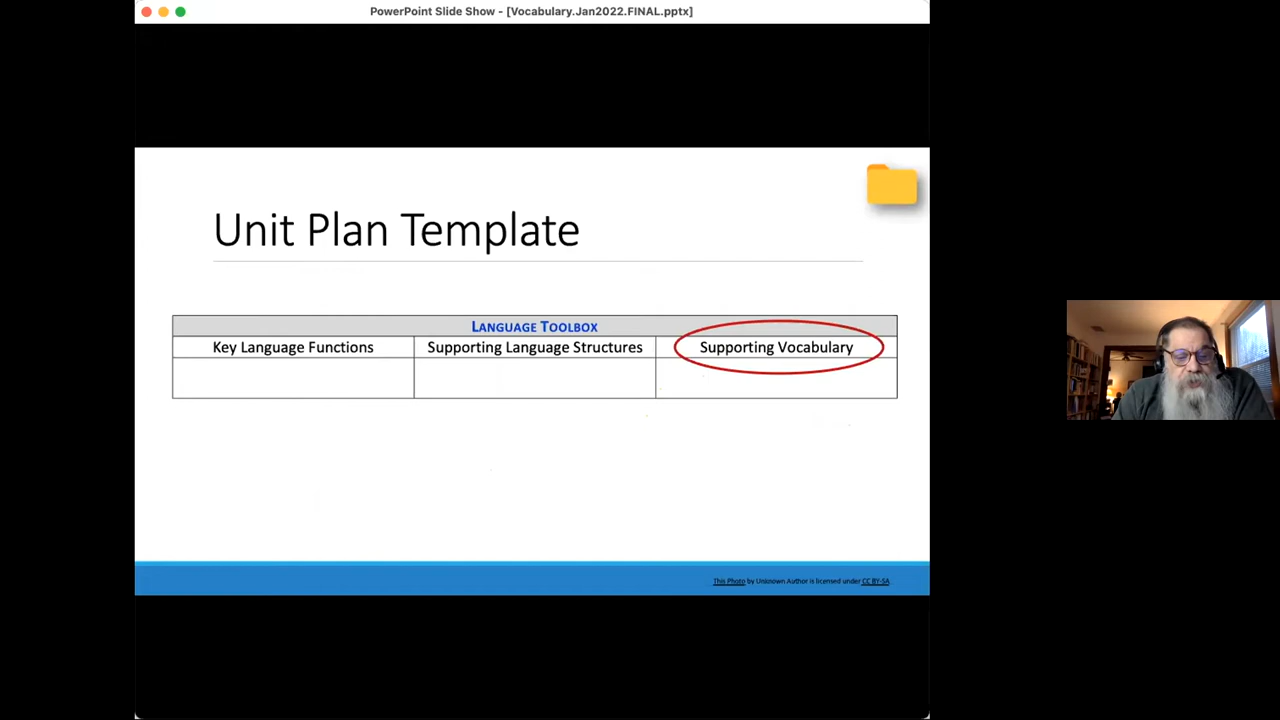 PowerPoint Slide Show - [Vocabulary.Jan2022.FINAL.pptx]
Unit Plan Template
LANGUAGE TOOLBOX
Key Language Functions Supporting Language Structures Supporting Vocabulary
This Photo by Unknown Author is licensed under CC BY-SA